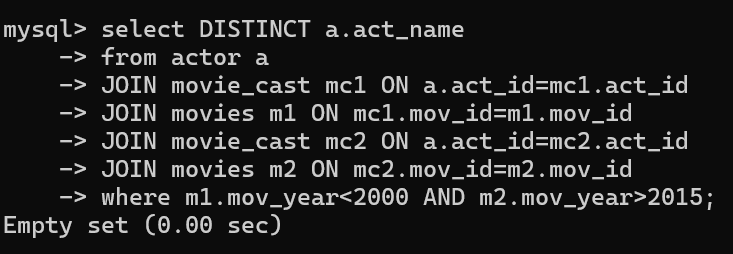 mysql> select DISTINCT a.act_name
    -> from actor a
    -> JOIN movie_cast mc1 ON a.act_id=mc1.act_id
    -> JOIN movies m1 ON mc1.mov_id=m1.mov_id
    -> JOIN movie_cast mc2 ON a.act_id=mc2.act_id
    -> JOIN movies m2 ON mc2.mov_id=m2.mov_id
    -> where m1.mov_year<2000 AND m2.mov_year>2015;
Empty set (0.00 sec)